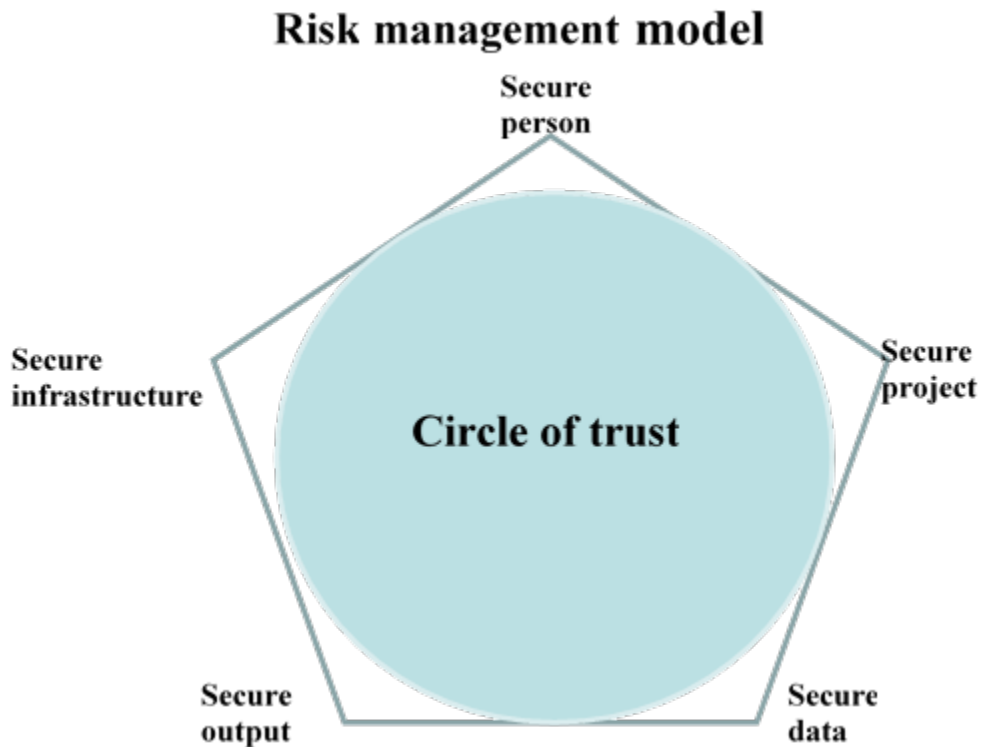 Risk management model
Secure
person
Secure
infrastructure
Secure
project
Circle of trust
Secure
output
Secure
data